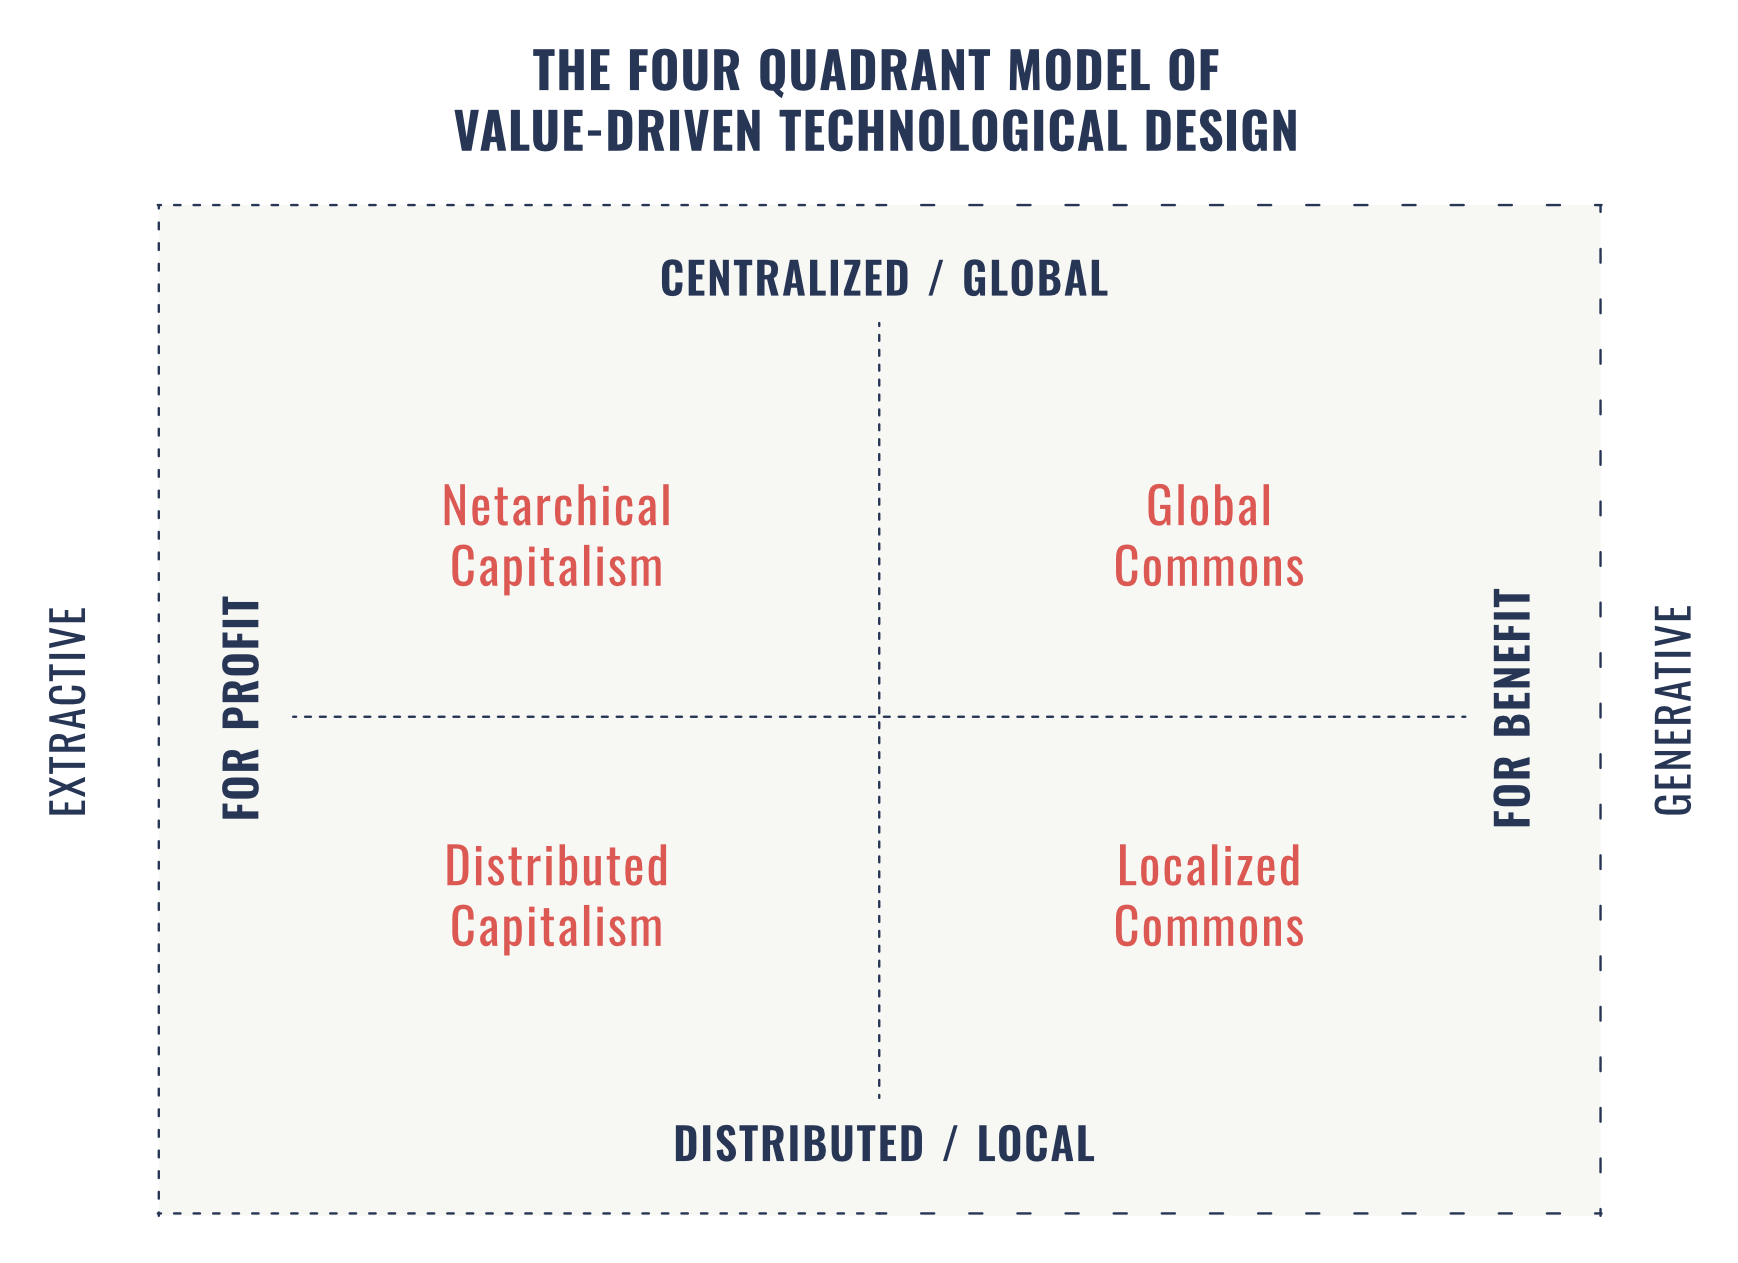 THE FOUR QUADRANT MODEL OF
VALUE-DRIVEN TECHNOLOGICAL DESIGN
CENTRALIZED / GLOBAL
Netarchical
Capitalism
Global
Commons
EXTRACTIVE
FOR PROFIT
FOR BENEFIT
GENERATIVE
Distributed
Capitalism
Localized
Commons
DISTRIBUTED / LOCAL